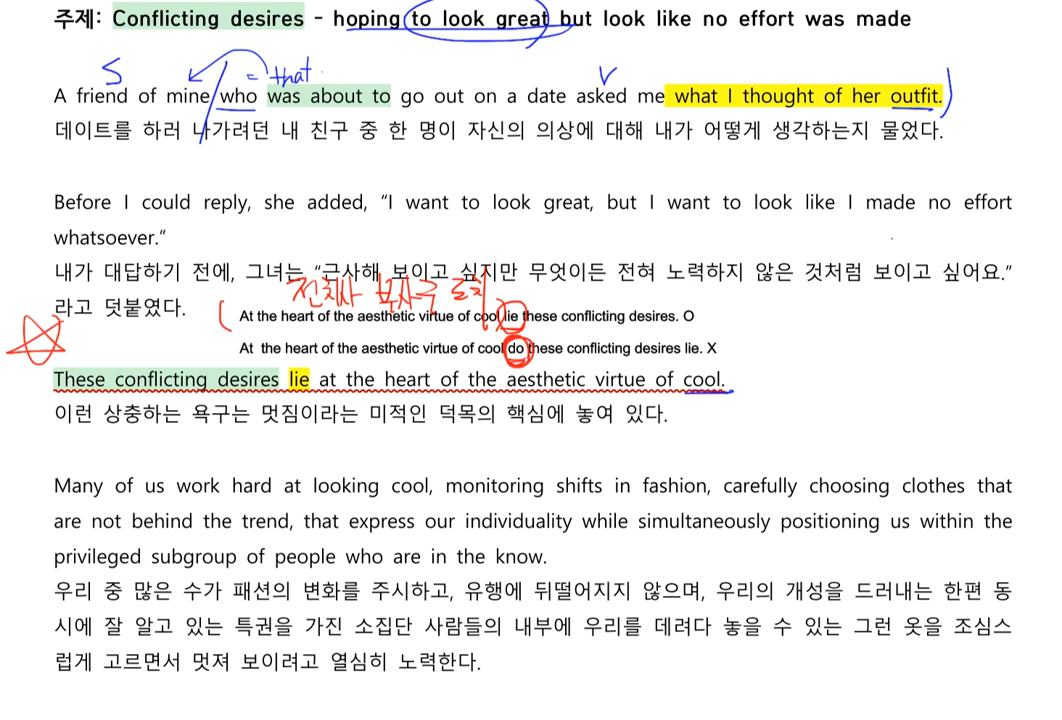 주제: Conflicting desires - hoping to look great but look like no effort was made
S = that V
A friend of mine who was about to go out on a date asked me what I thought of her outfit.
데이트를 하러 나가려던 내 친구 중 한 명이 자신의 의상에 대해 내가 어떻게 생각하는지 물었다.
Before I could reply, she added, “I want to look great, but I want to look like I made no effort
whatsoever.”
내가 대답하기 전에, 그녀는 “근사해 보이고 싶지만 무엇이든 전혀 노력하지 않은 것처럼 보이고 싶어요.”
라고 덧붙였다.
전치사 부사구 도치
At the heart of the aesthetic virtue of cool lie these conflicting desires. O
At the heart of the aesthetic virtue of cool do these conflicting desires lie. X
These conflicting desires lie at the heart of the aesthetic virtue of cool.
이런 상충하는 욕구는 멋짐이라는 미적인 덕목의 핵심에 놓여 있다.
Many of us work hard at looking cool, monitoring shifts in fashion, carefully choosing clothes that
are not behind the trend, that express our individuality while simultaneously positioning us within the
privileged subgroup of people who are in the know.
우리 중 많은 수가 패션의 변화를 주시하고, 유행에 뒤떨어지지 않으며, 우리의 개성을 드러내는 한편 동
시에 잘 알고 있는 특권을 가진 소집단 사람들의 내부에 우리를 데려다 놓을 수 있는 그런 옷을 조심스
럽게 고르면서 멋져 보이려고 열심히 노력한다.